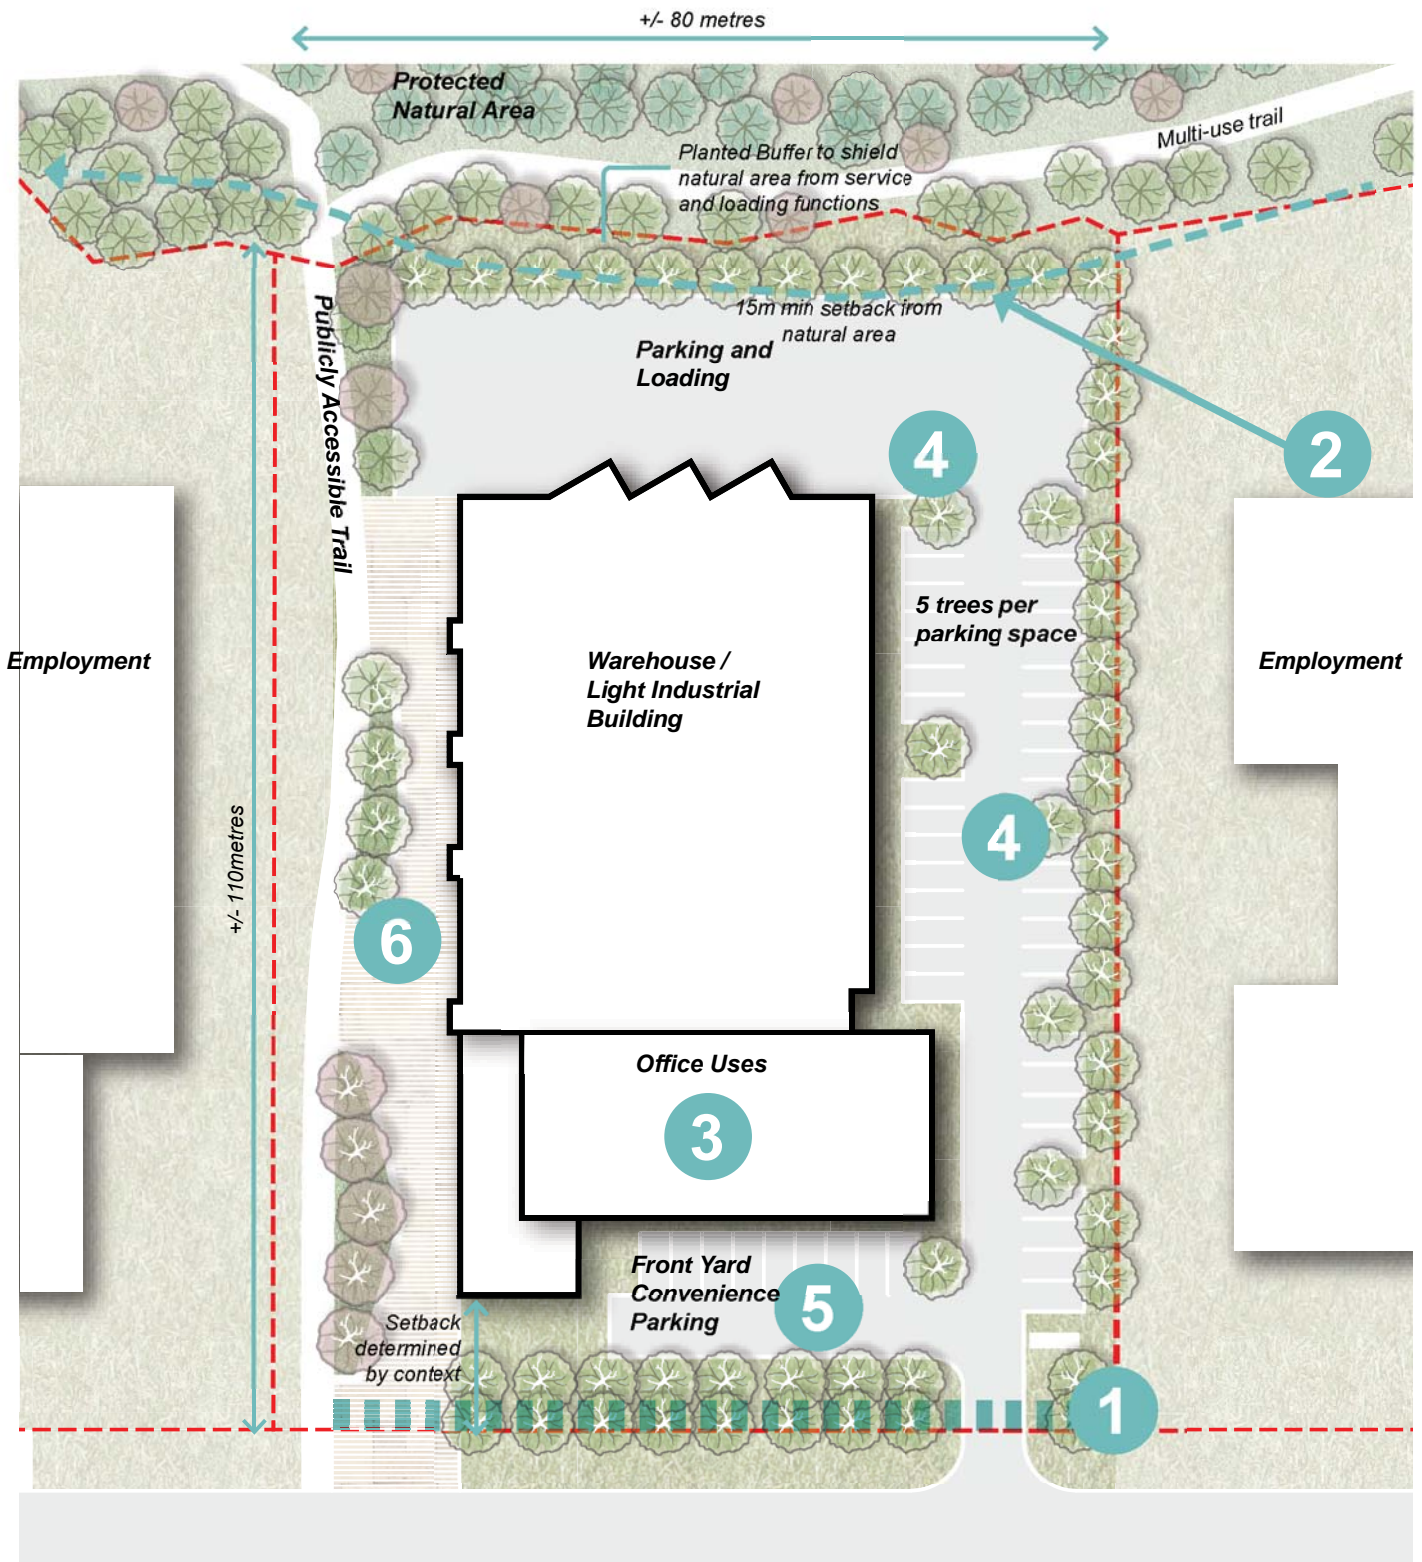 +/- 80 metres
Protected
Natural Area
Multi-use trail
Planted Buffer to shield
natural area from service
and loading functions
15m min setback from
natural area
Parking and
Loading
Publicly Accessible Trail
4
2
5 trees per
parking space
Employment
Warehouse /
Light Industrial
Building
Employment
+/- 110metres
4
6
Office Uses
3
Front Yard
Convenience
Parking
5
Setback
determined
by context
1